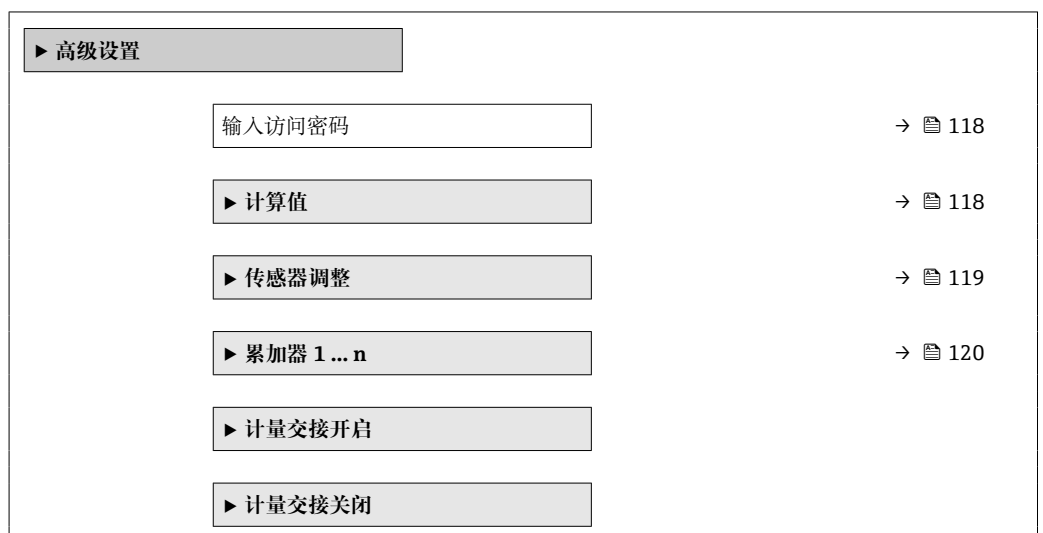 ▶ 高级设置
输入访问密码 → 🖹 118
▶ 计算值 → 🖹 118
▶ 传感器调整 → 🖹 119
▶ 累加器 1 … n → 🖹 120
▶ 计量交接开启
▶ 计量交接关闭